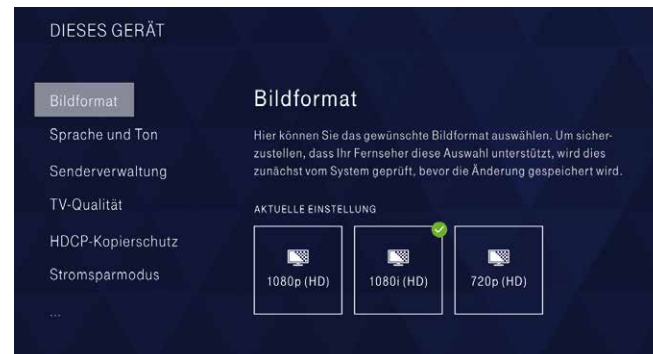 DIESES GERÄT
Bildformat
Sprache und Ton
Senderverwaltung
TV-Qualität
HDCP-Kopierschutz
Stromsparmodus
...
Bildformat
Hier können Sie das gewünschte Bildformat auswählen. Um sicher-
zustellen, dass Ihr Fernseher diese Auswahl unterstützt, wird dies
zunächst vom System geprüft, bevor die Änderung gespeichert wird.
AKTUELLE EINSTELLUNG
1080p (HD)
1080i (HD)
720p (HD)